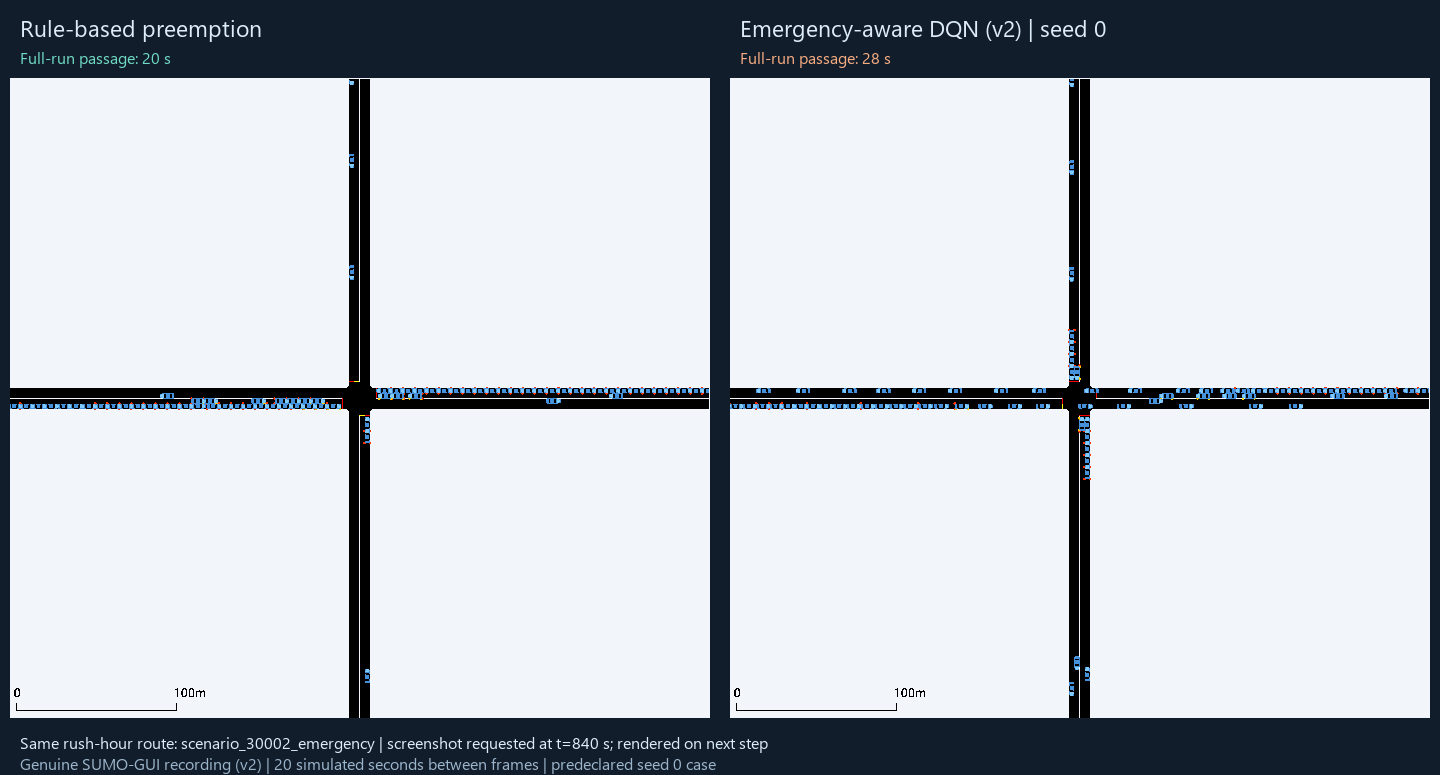 Rule-based preemption
Full-run passage: 20 s
Emergency-aware DQN (v2) | seed 0
Full-run passage: 28 s
0 100m
0 100m
Same rush-hour route: scenario_30002_emergency | screenshot requested at t=840 s; rendered on next step
Genuine SUMO-GUI recording (v2) | 20 simulated seconds between frames | predeclared seed 0 case